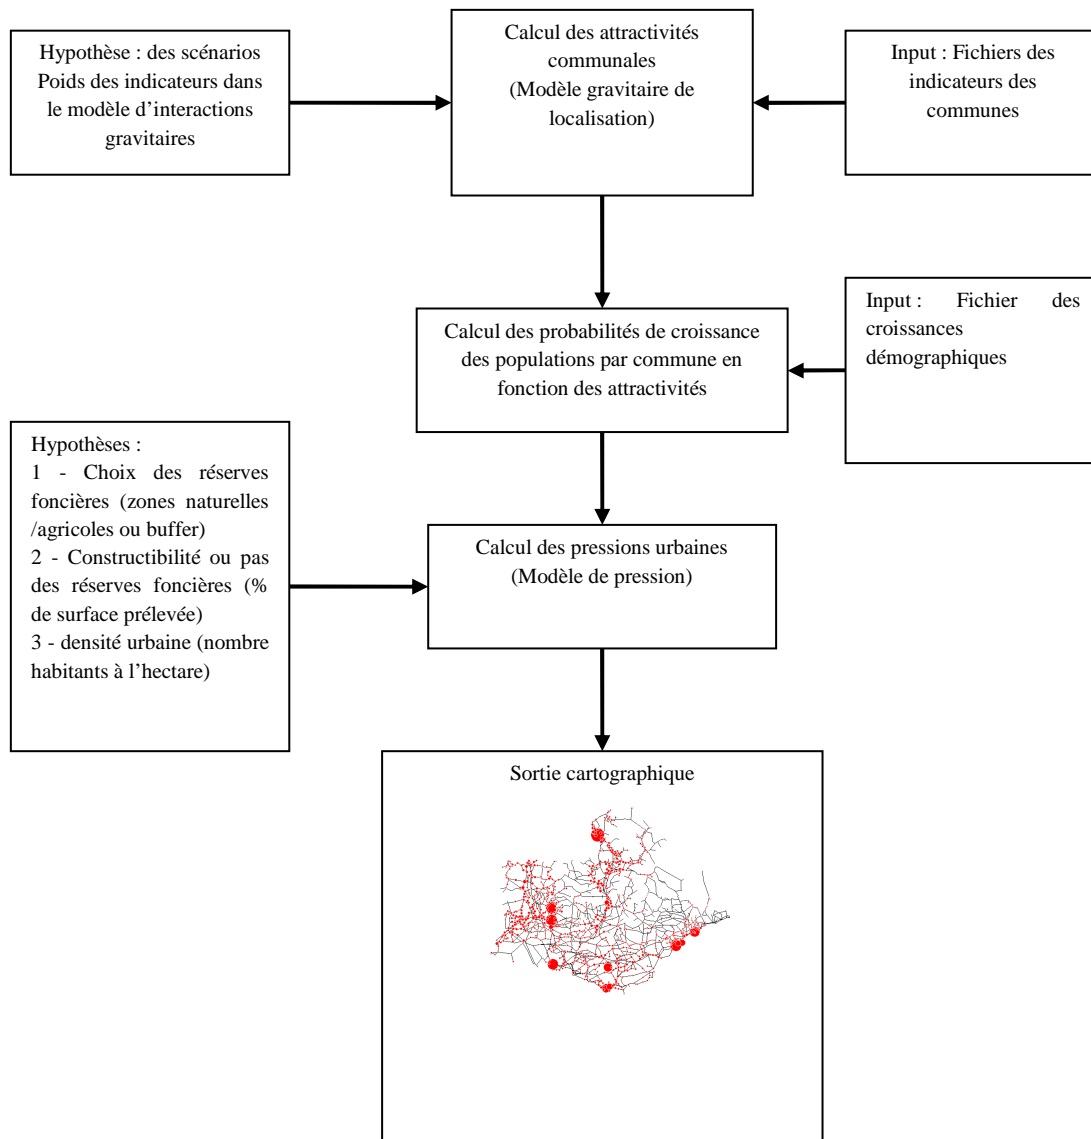 Hypothèse : des scénarios
Poids des indicateurs dans
le modèle d'interactions
gravitaires
Calcul des attractivités
communales
(Modèle gravitaire de
localisation)
Input : Fichiers des
indicateurs des
communes
Calcul des probabilités de croissance
des populations par commune en
fonction des attractivités
Input : Fichier des
croissances
démographiques
Hypothèses :
1 - Choix des réserves
foncières (zones naturelles
/agricoles ou buffer)
2 - Constructibilité ou pas
des réserves foncières (%
de surface prélevée)
3 - densité urbaine (nombre
habitants à l'hectare)
Calcul des pressions urbaines
(Modèle de pression)
Sortie cartographique